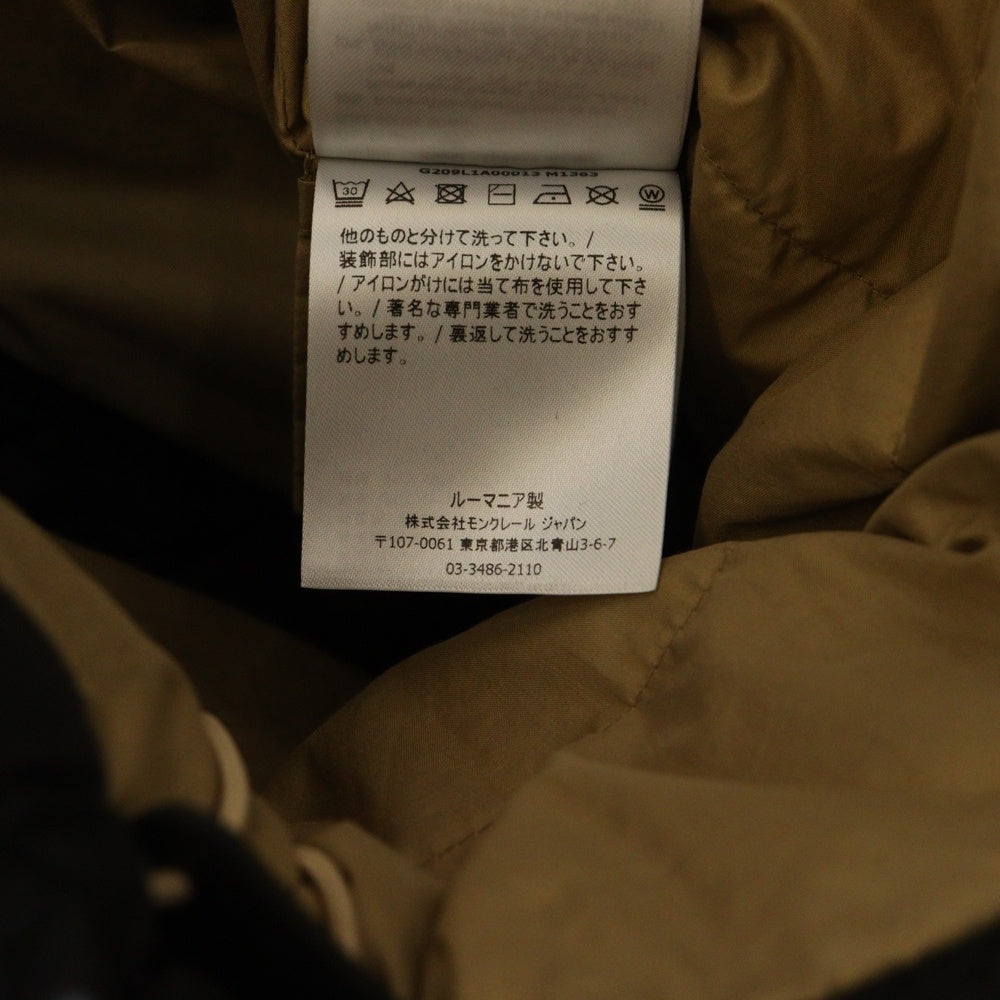 G209L1A00013 M1363
30
W
他のものと分けて洗って下さい。/
装飾部にはアイロンをかけないで下さい。
/ アイロンがけには当て布を使用して下さ
い。/ 著名な専門業者で洗うことをおす
すめします。/ 裏返して洗うことをおすす
めします。
ルーマニア製
株式会社モンクレール ジャパン
〒107-0061 東京都港区北青山3-6-7
03-3486-2110